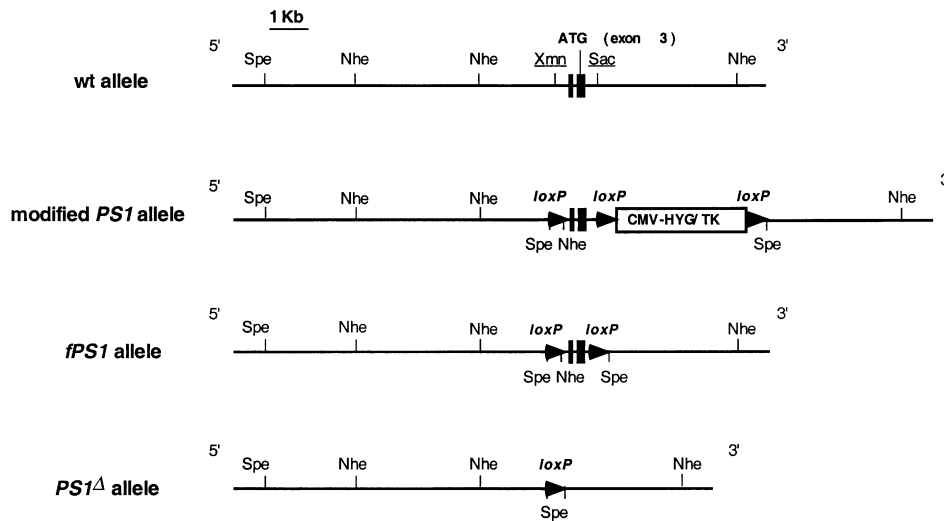 1 Kb
ATG (exon 3)
5' 3'
Spe Nhe Nhe Xmn Sac Nhe
wt allele
5' 3
Spe Nhe Nhe loxP loxP loxP Nhe
modified PS1 allele
CMV-HYG/TK
Spe Nhe Spe
5' 3'
Spe Nhe Nhe loxP loxP Nhe
fPS1 allele
Spe Nhe Spe
5' 3'
Spe Nhe Nhe loxP Nhe
PS1Δ allele
Spe